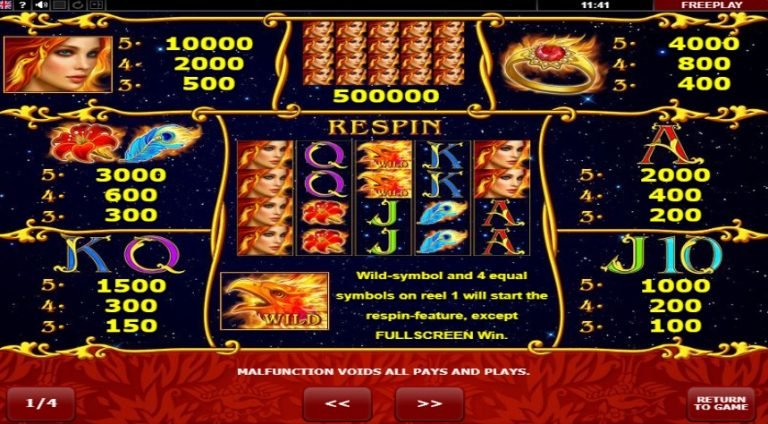 ? 11:41 FREEPLAY
5- 10000
4- 2000
3- 500
500000
5- 4000
4- 800
3- 400
RESPIN
Q WILD K
Q WILD K
J A
J A
5- 3000
4- 600
3- 300
A
5- 2000
4- 400
3- 200
K Q
5- 1500
4- 300
3- 150
WILD
Wild-symbol and 4 equal
symbols on reel 1 will start the
respin-feature, except
FULLSCREEN Win.
J 10
5- 1000
4- 200
3- 100
MALFUNCTION VOIDS ALL PAYS AND PLAYS.
1/4 << >> RETURN
TO GAME